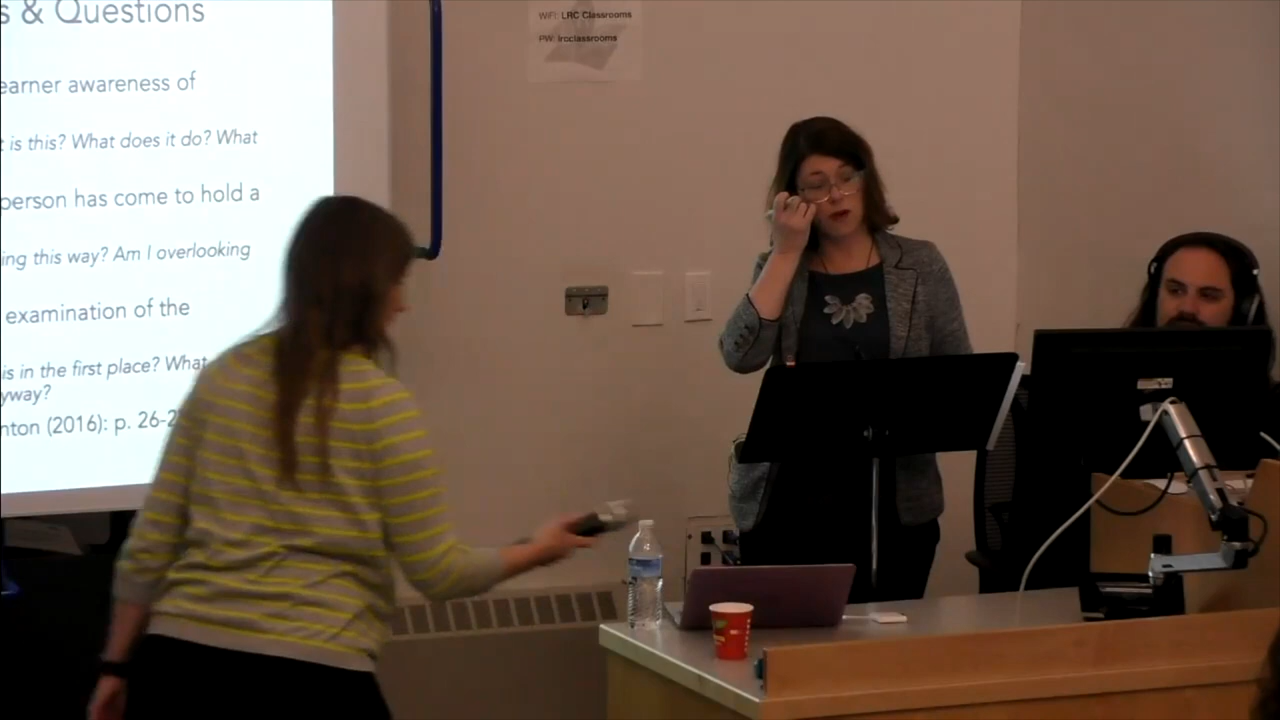 s & Questions
earner awareness of
t is this? What does it do? What
person has come to hold a
ing this way? Am I overlooking
examination of the
is in the first place? What
yway?
nton (2016): p. 26-2
WiFi: LRC Classrooms
PW: lrcclassrooms